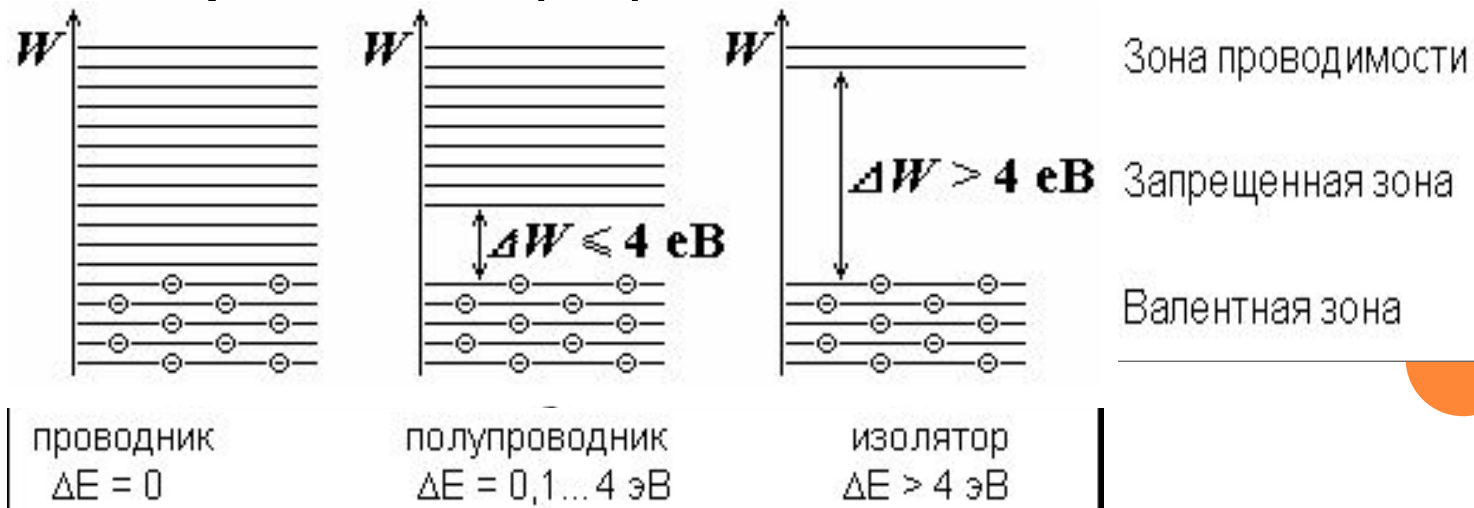 W
W
W
Зона проводимости
ΔW ⩽ 4 eB
ΔW > 4 eB
Запрещенная зона
Валентная зона
проводник
ΔE = 0
полупроводник
ΔE = 0,1... 4 эВ
изолятор
ΔE > 4 эВ